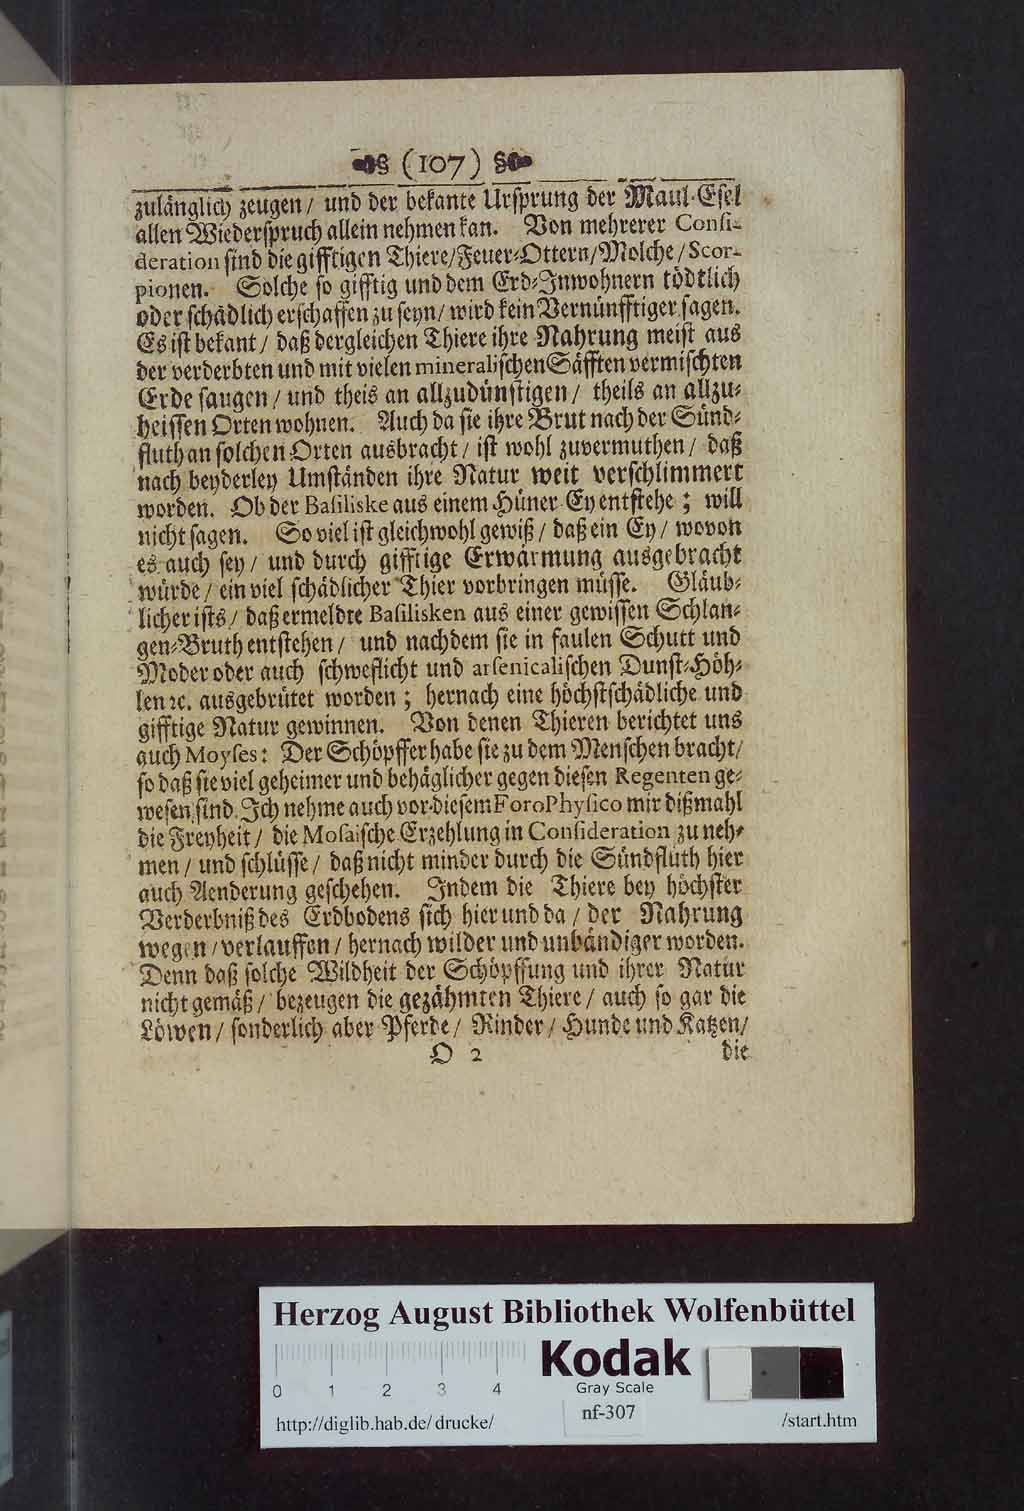 (107)
zulänglich zeugen / und der bekante Ursprung der Maul-Esel
allen Wiederspruch allein nehmen kan. Von mehrerer Consi-
deration sind die gifftigen Thiere / Feuer-Ottern / Molche / Scor-
pionen. Solche so gifftig und dem Erd-Inwohnern tödtlich
oder schädlich erschaffen zu seyn / wird kein Vernünfftiger sagen.
Es ist bekant / daß dergleichen Thiere ihre Nahrung meist aus
der verderbten und mit vielen mineralischen Säfften vermischten
Erde saugen / und theis an allzudünstigen / theils an allzu-
heissen Orten wohnen. Auch da sie ihre Brut nach der Sünd-
fluth an solchen Orten ausbracht / ist wohl zuvermuthen / daß
nach beyderley Umständen ihre Natur weit verschlimmert
worden. Ob der Basiliske aus einem Hüner-Ey entstehe; will
nicht sagen. So viel ist gleichwohl gewiß / daß ein Ey / wovon
es auch sey / und durch gifftige Erwärmung ausgebracht
würde / ein viel schädlicher Thier vorbringen müsse. Gläub-
licher ists / daß ermeldte Basilisken aus einer gewissen Schlan-
gen-Bruth entstehen / und nachdem sie in faulen Schutt und
Moder oder auch schweflicht und arsenicalischen Dunst-Höh-
len ꝛc. ausgebrütet worden; hernach eine höchstschädliche und
gifftige Natur gewinnen. Von denen Thieren berichtet uns
auch Moyses: Der Schöpffer habe sie zu dem Menschen bracht /
so daß sie viel geheimer und behäglicher gegen diesen Regenten ge-
wesen sind. Ich nehme auch vor diesem Foro Physico mir dißmahl
die Freyheit / die Mosaische Erzehlung in Consideration zu neh-
men / und schlüsse / daß nicht minder durch die Sündfluth hier
auch Aenderung geschehen. Indem die Thiere bey höchster
Verderbniß des Erdbodens sich hier und da / der Nahrung
wegen / verlauffen / hernach wilder und unbändiger worden.
Denn daß solche Wildheit der Schöpffung und ihrer Natur
nicht gemäß / bezeugen die gezähmten Thiere / auch so gar die
Löwen / sonderlich aber Pferde / Rinder / Hunde und Katzen /
O 2 die
Herzog August Bibliothek Wolfenbüttel
Kodak
Gray Scale
0 1 2 3 4
nf-307
http://diglib.hab.de/drucke/ /start.htm